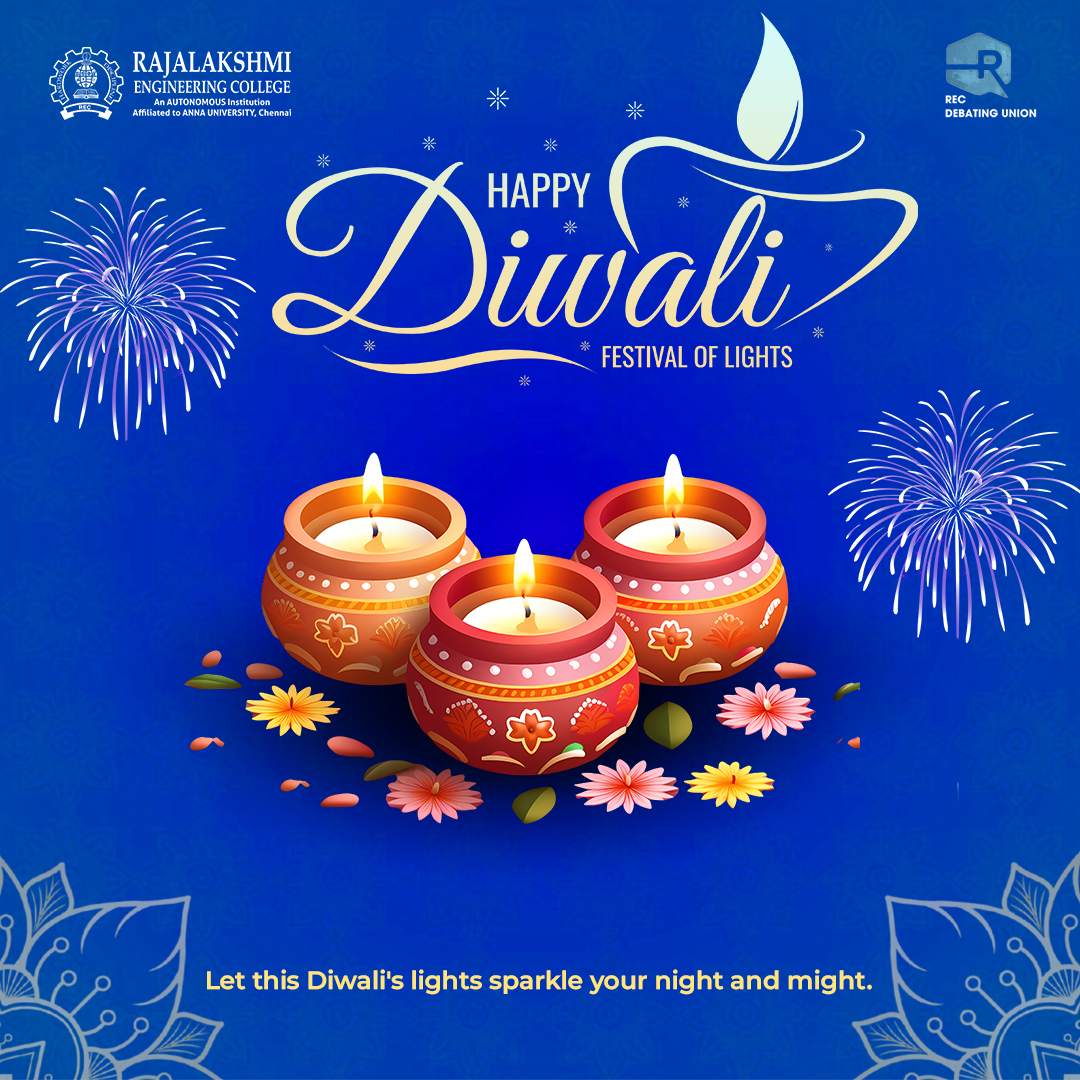 RAJALAKSHMI
ENGINEERING COLLEGE
An AUTONOMOUS Institution
Affiliated to ANNA UNIVERSITY, Chennai
REC
R
REC
DEBATING UNION
HAPPY
Diwali
FESTIVAL OF LIGHTS
Let this Diwali's lights sparkle your night and might.